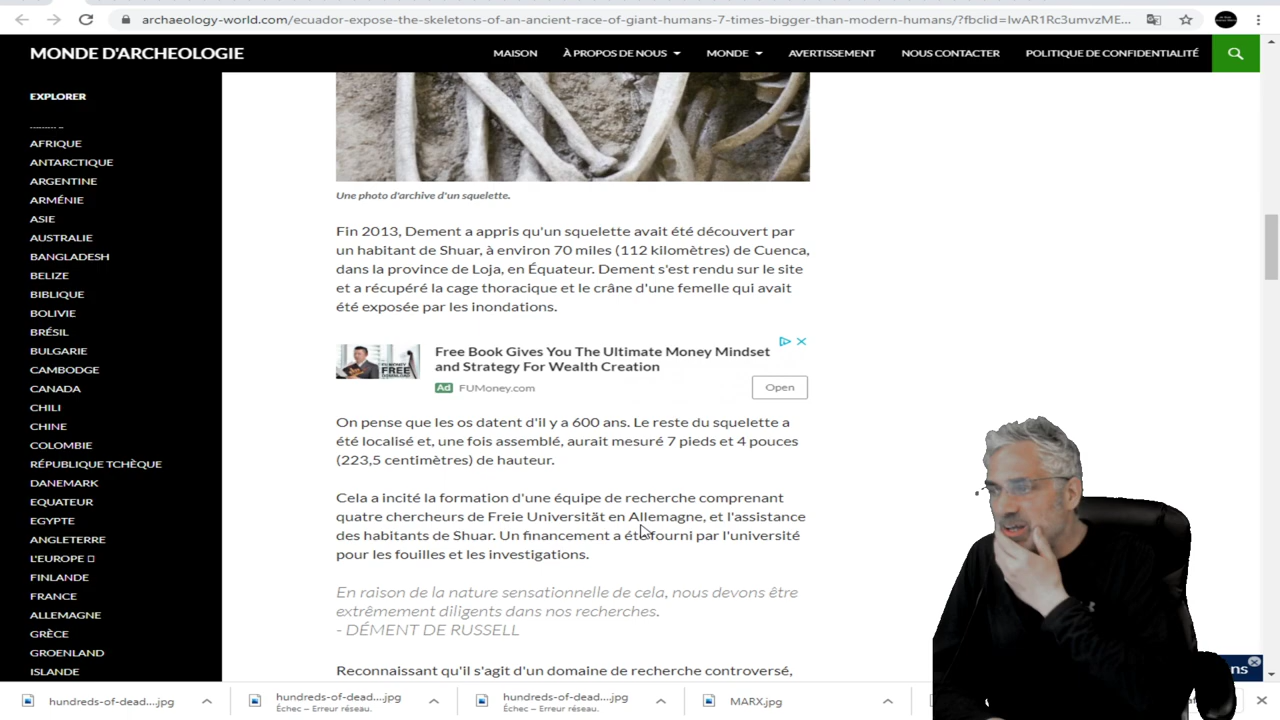 archaeology-world.com/ecuador-expose-the-skeletons-of-an-ancient-race-of-giant-humans-7-times-bigger-than-modern-humans/?fbclid=IwAR1Rc3umvzME...
MONDE D'ARCHEOLOGIE
MAISON
À PROPOS DE NOUS
MONDE
AVERTISSEMENT
NOUS CONTACTER
POLITIQUE DE CONFIDENTIALITÉ
EXPLORER
AFRIQUE
ANTARCTIQUE
ARGENTINE
ARMÉNIE
ASIE
AUSTRALIE
BANGLADESH
BELIZE
BIBLIQUE
BOLIVIE
BRÉSIL
BULGARIE
CAMBODGE
CANADA
CHILI
CHINE
COLOMBIE
RÉPUBLIQUE TCHÈQUE
DANEMARK
EQUATEUR
EGYPTE
ANGLETERRE
L'EUROPE
FINLANDE
FRANCE
ALLEMAGNE
GRÈCE
GROENLAND
ISLANDE
Une photo d'archive d'un squelette.
Fin 2013, Dement a appris qu'un squelette avait été découvert par
un habitant de Shuar, à environ 70 miles (112 kilomètres) de Cuenca,
dans la province de Loja, en Équateur. Dement s'est rendu sur le site
et a récupéré la cage thoracique et le crâne d'une femelle qui avait
été exposée par les inondations.
Free Book Gives You The Ultimate Money Mindset
and Strategy For Wealth Creation
Ad FUMoney.com
Open
On pense que les os datent d'il y a 600 ans. Le reste du squelette a
été localisé et, une fois assemblé, aurait mesuré 7 pieds et 4 pouces
(223,5 centimètres) de hauteur.
Cela a incité la formation d'une équipe de recherche comprenant
quatre chercheurs de Freie Universität en Allemagne, et l'assistance
des habitants de Shuar. Un financement a été fourni par l'université
pour les fouilles et les investigations.
En raison de la nature sensationnelle de cela, nous devons être
extrêmement diligents dans nos recherches.
- DÉMENT DE RUSSELL
Reconnaissant qu'il s'agit d'un domaine de recherche controversé,
hundreds-of-dead....jpg
hundreds-of-dead....jpg
Échec – Erreur réseau.
hundreds-of-dead....jpg
Échec – Erreur réseau.
MARX.jpg